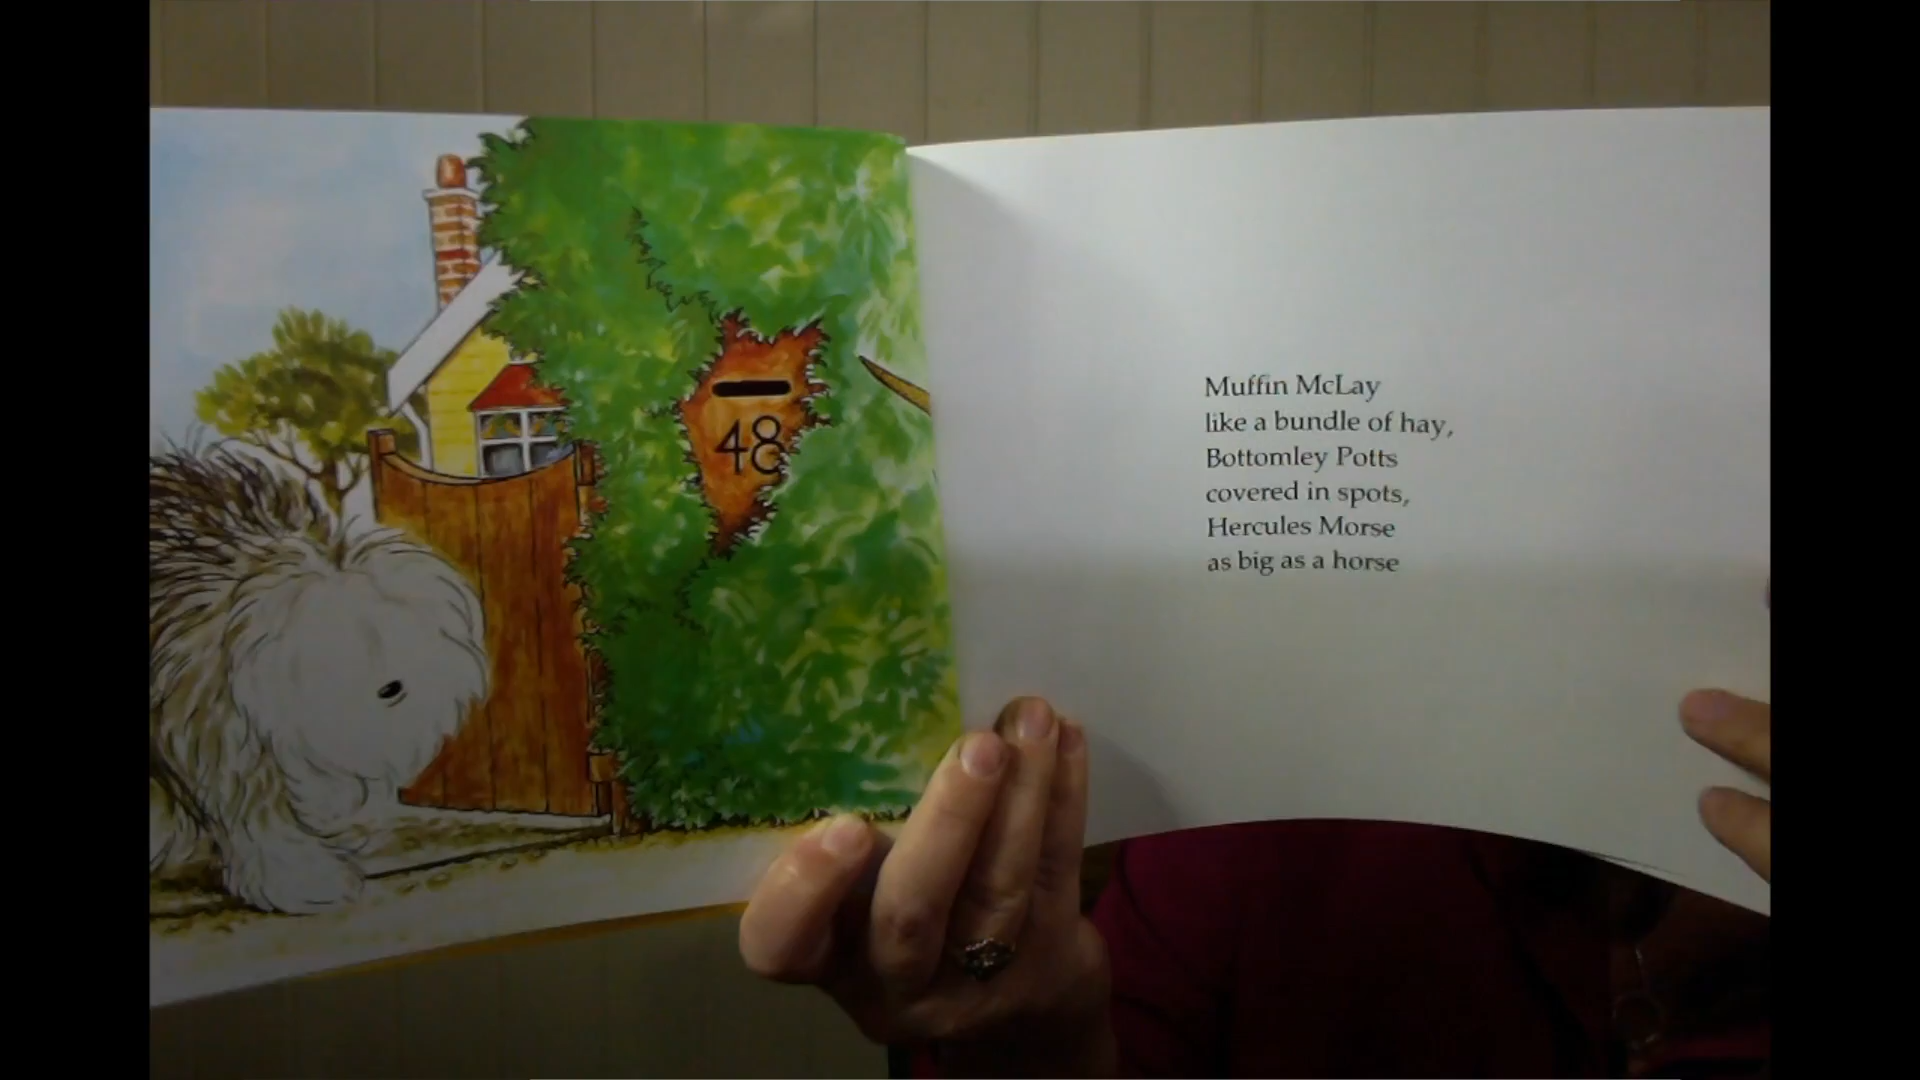 48
Muffin McLay
like a bundle of hay,
Bottomley Potts
covered in spots,
Hercules Morse
as big as a horse